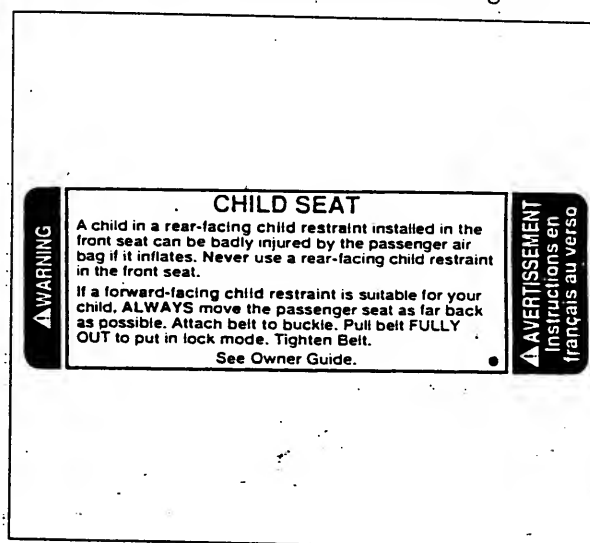 ⚠ WARNING
CHILD SEAT
A child in a rear-facing child restraint installed in the
front seat can be badly injured by the passenger air
bag if it inflates. Never use a rear-facing child restraint
in the front seat.
If a forward-facing child restraint is suitable for your
child, ALWAYS move the passenger seat as far back
as possible. Attach belt to buckle. Pull belt FULLY
OUT to put in lock mode. Tighten Belt.
See Owner Guide.
⚠ AVERTISSEMENT
Instructions en
français au verso